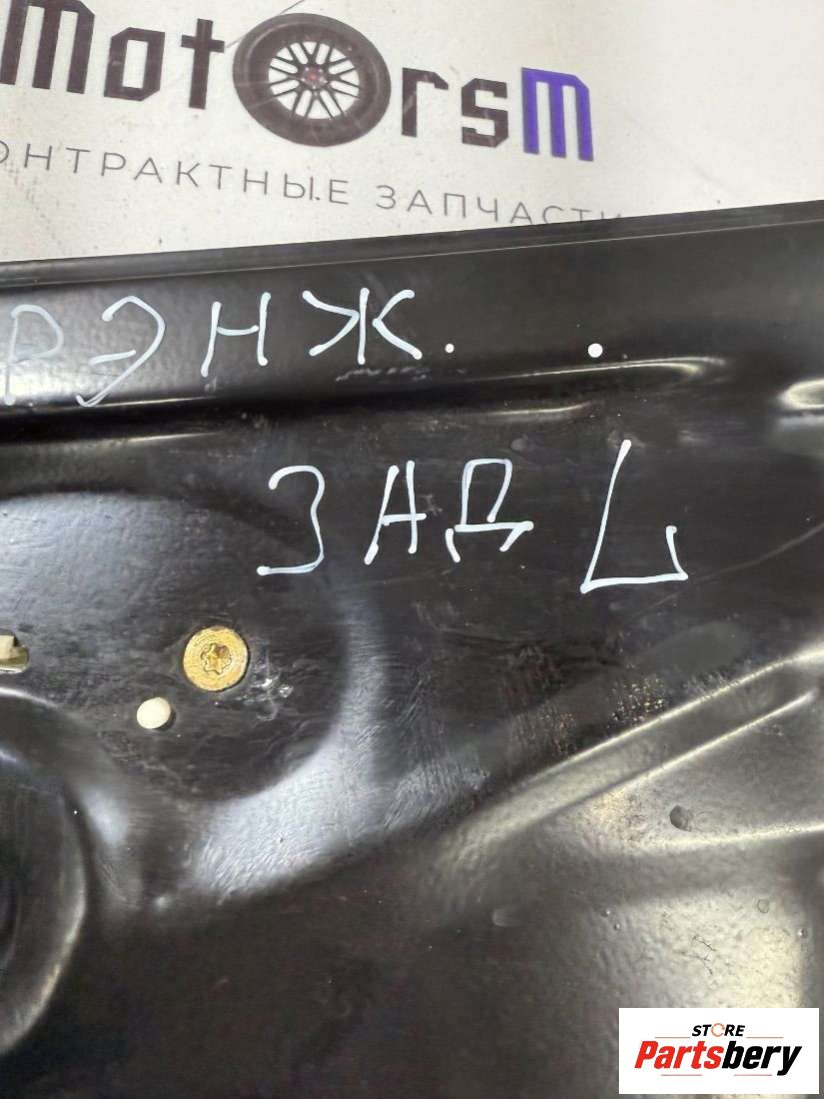 MotOrsM
ОНТРАКТНЫЕ ЗАПЧАСТИ
РЭНЖ. .
ЗАД L
STORE
Partsbery